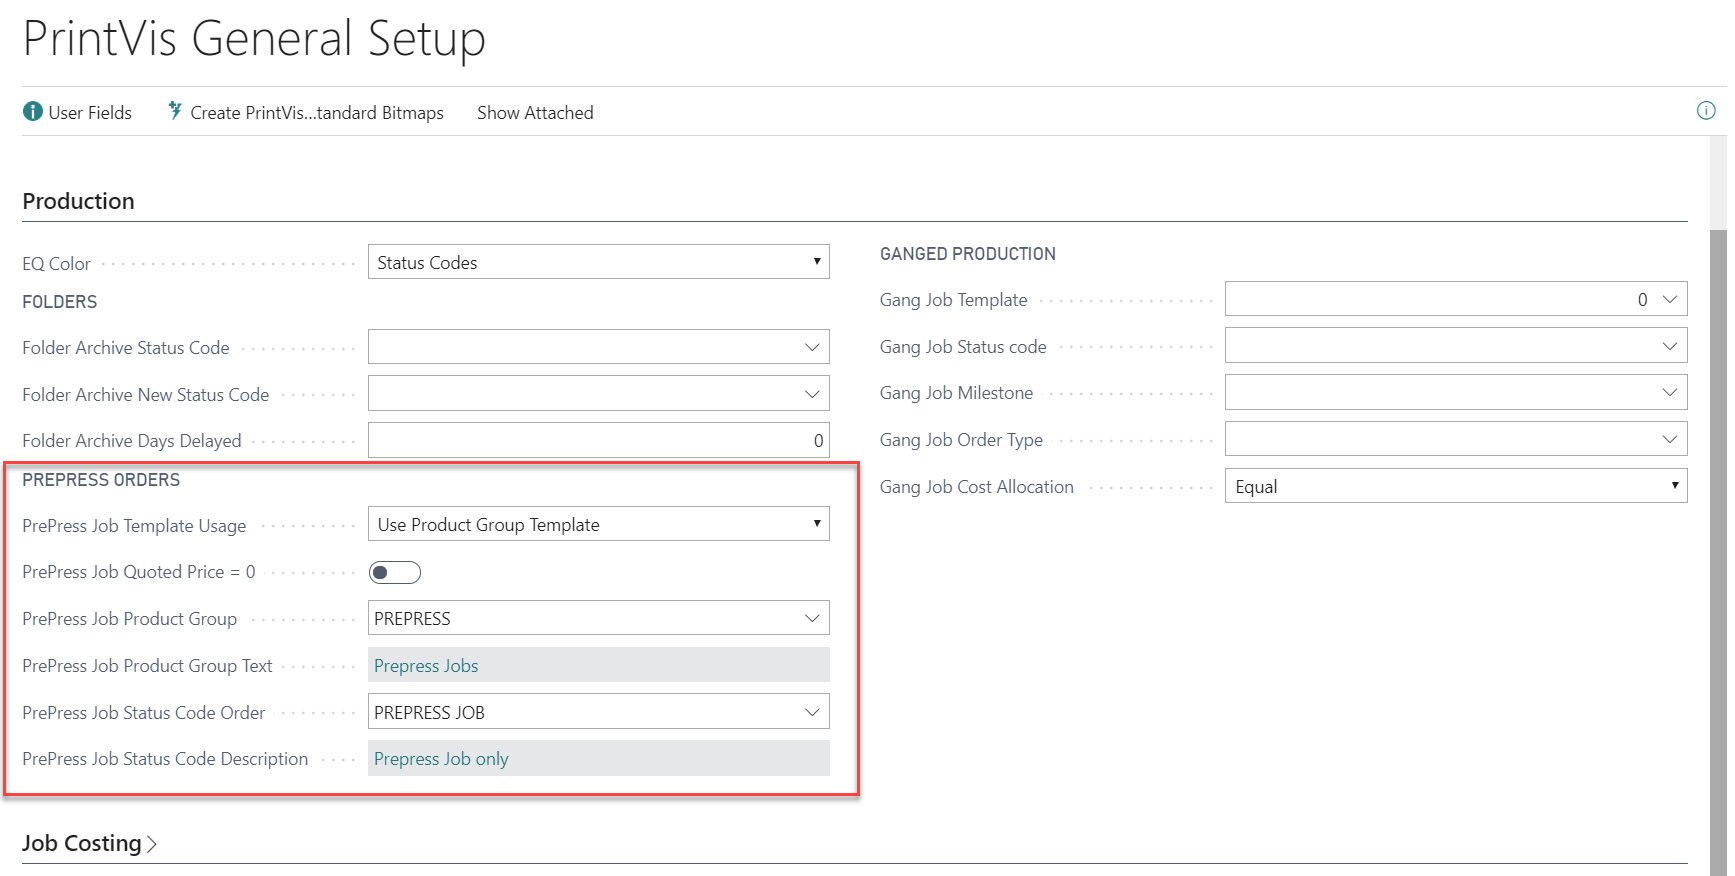 PrintVis General Setup
User Fields
Create PrintVis...tandard Bitmaps
Show Attached
Production
EQ Color
Status Codes
FOLDERS
Folder Archive Status Code
Folder Archive New Status Code
Folder Archive Days Delayed
0
PREPRESS ORDERS
PrePress Job Template Usage
Use Product Group Template
PrePress Job Quoted Price = 0
PrePress Job Product Group
PREPRESS
PrePress Job Product Group Text
Prepress Jobs
PrePress Job Status Code Order
PREPRESS JOB
PrePress Job Status Code Description
Prepress Job only
GANGED PRODUCTION
Gang Job Template
0
Gang Job Status code
Gang Job Milestone
Gang Job Order Type
Gang Job Cost Allocation
Equal
Job Costing